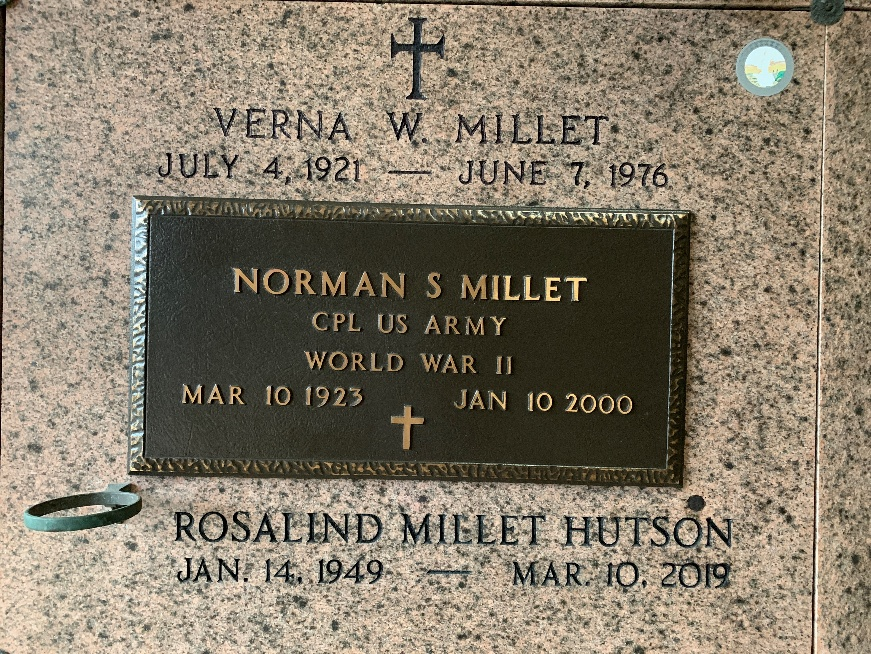 VERNA W. MILLET
JULY 4, 1921 — JUNE 7, 1976
NORMAN S MILLET
CPL US ARMY
WORLD WAR II
MAR 10 1923 JAN 10 2000
ROSALIND MILLET HUTSON
JAN. 14, 1949 — MAR. 10, 2019